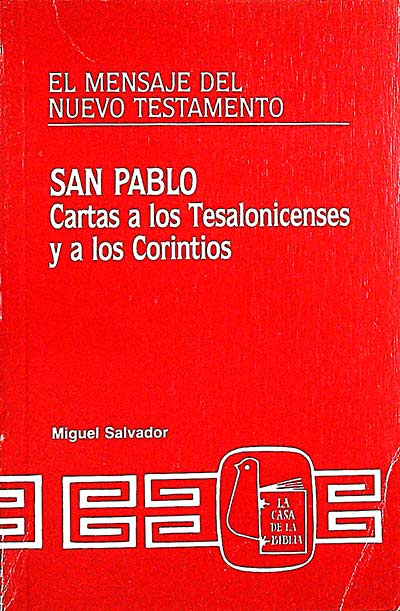 EL MENSAJE DEL
NUEVO TESTAMENTO
SAN PABLO
Cartas a los Tesalonicenses
y a los Corintios
Miguel Salvador
LA
CASA
DE LA
BIBLIA